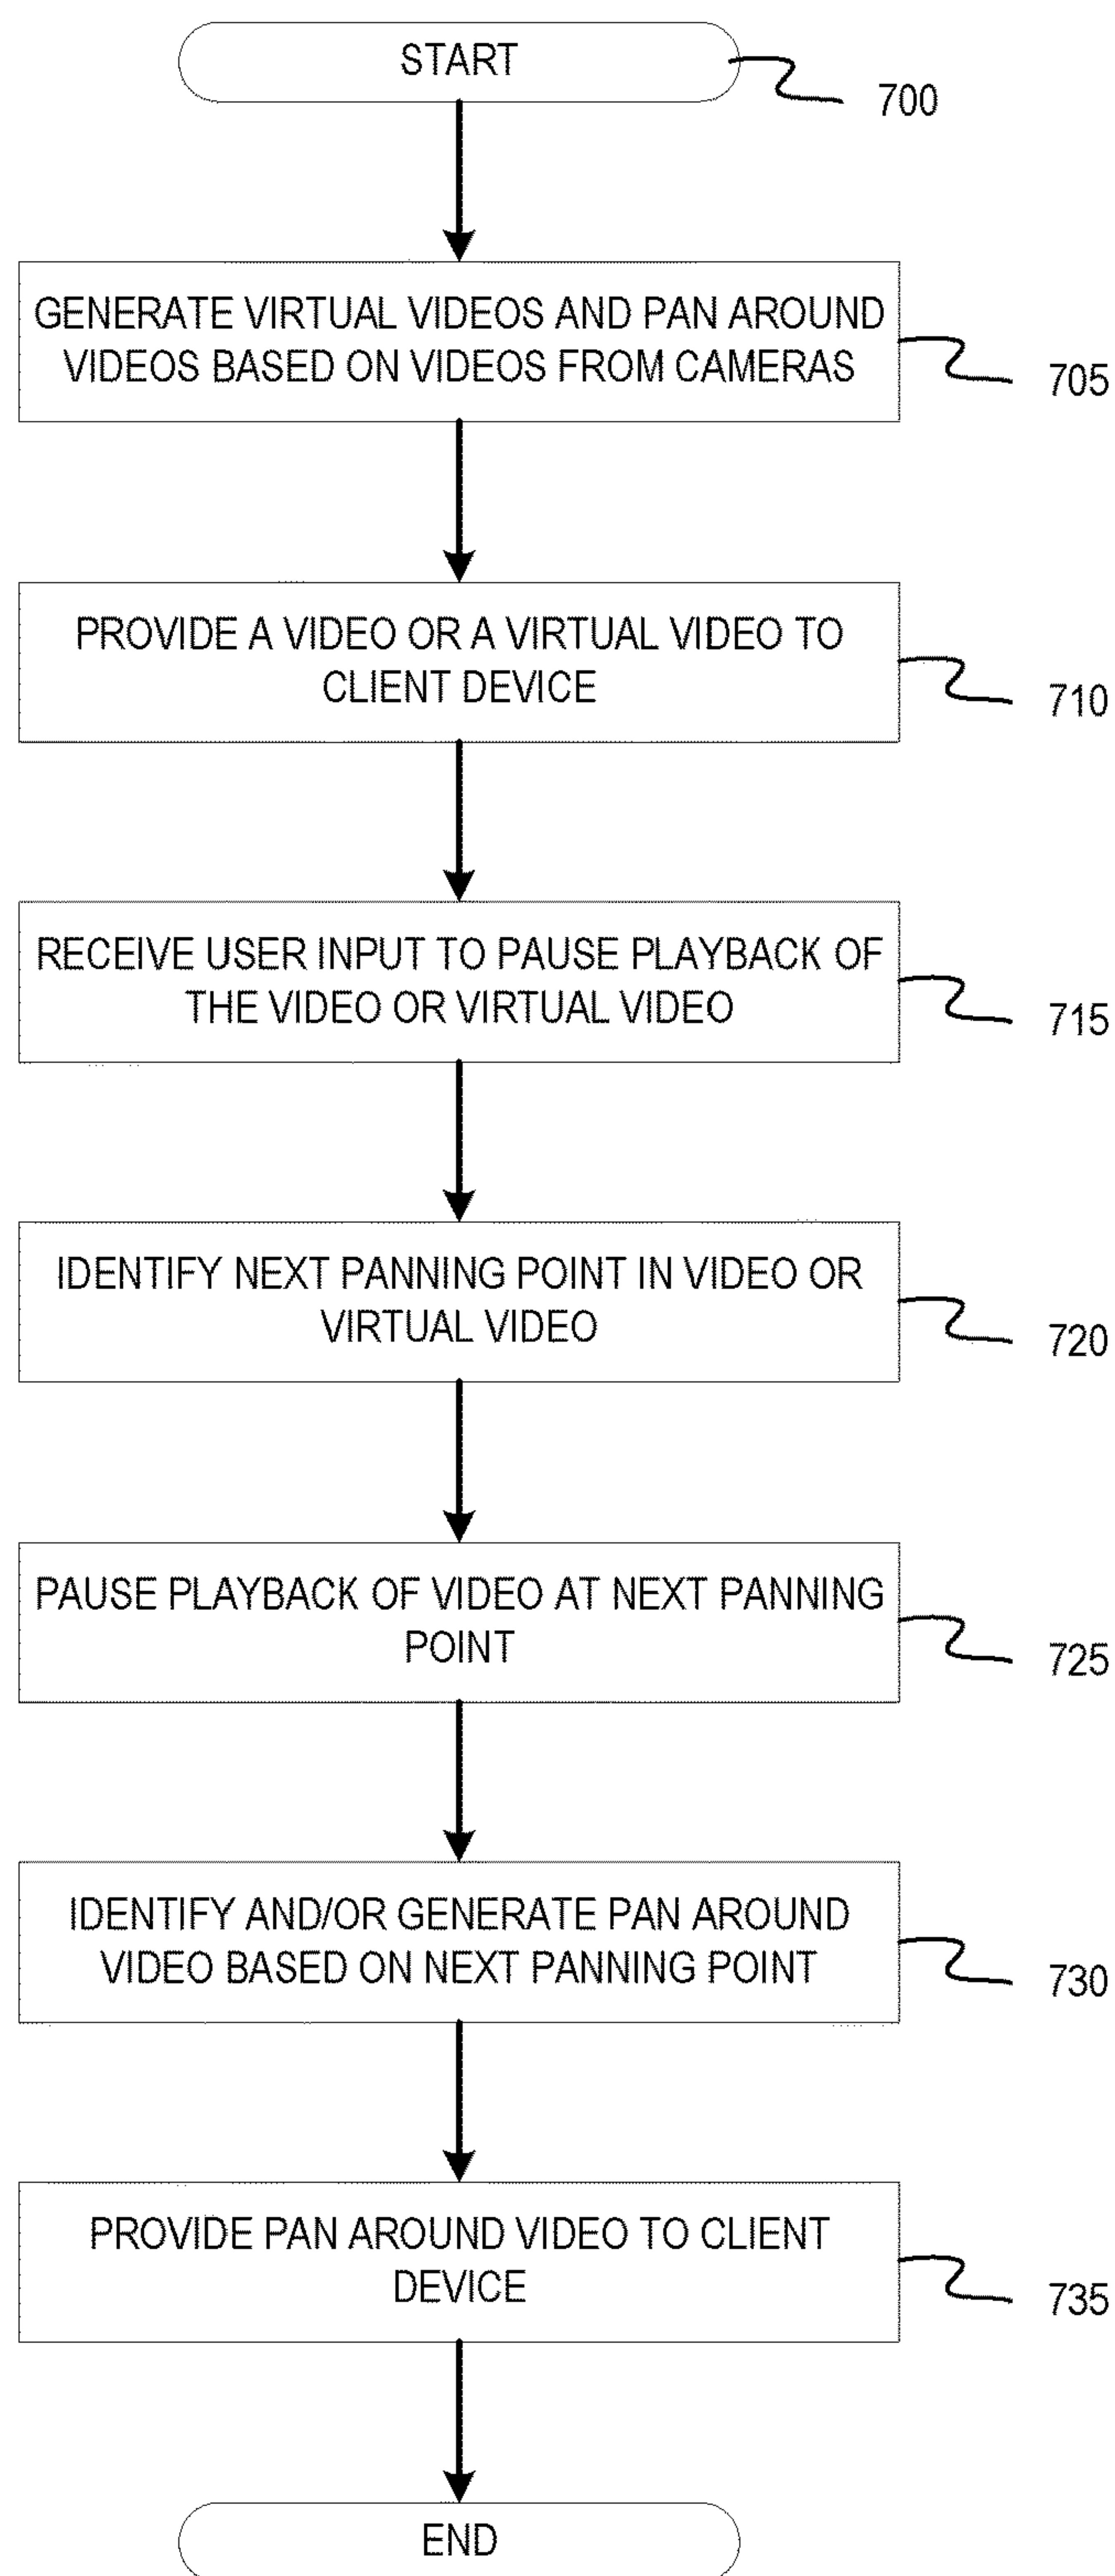 START
700
GENERATE VIRTUAL VIDEOS AND PAN AROUND
VIDEOS BASED ON VIDEOS FROM CAMERAS
705
PROVIDE A VIDEO OR A VIRTUAL VIDEO TO
CLIENT DEVICE
710
RECEIVE USER INPUT TO PAUSE PLAYBACK OF
THE VIDEO OR VIRTUAL VIDEO
715
IDENTIFY NEXT PANNING POINT IN VIDEO OR
VIRTUAL VIDEO
720
PAUSE PLAYBACK OF VIDEO AT NEXT PANNING
POINT
725
IDENTIFY AND/OR GENERATE PAN AROUND
VIDEO BASED ON NEXT PANNING POINT
730
PROVIDE PAN AROUND VIDEO TO CLIENT
DEVICE
735
END